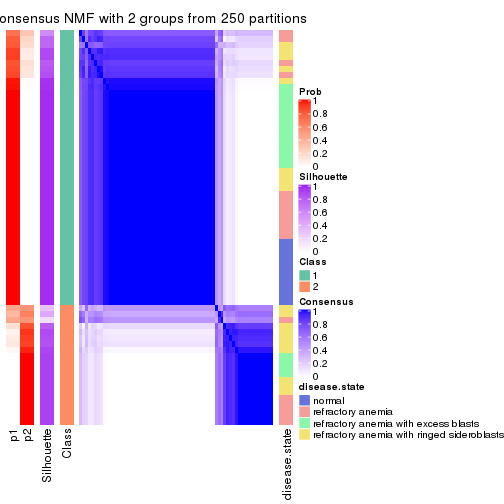 onsensus NMF with 2 groups from 250 partitions
Prob
1
0.8
0.6
0.4
0.2
0
Silhouette
1
0.8
0.6
0.4
0.2
0
Class
1
2
Consensus
1
0.8
0.6
0.4
0.2
0
disease.state
normal
refractory anemia
refractory anemia with excess blasts
refractory anemia with ringed sideroblasts
p1
p2
Silhouette
Class
disease.state